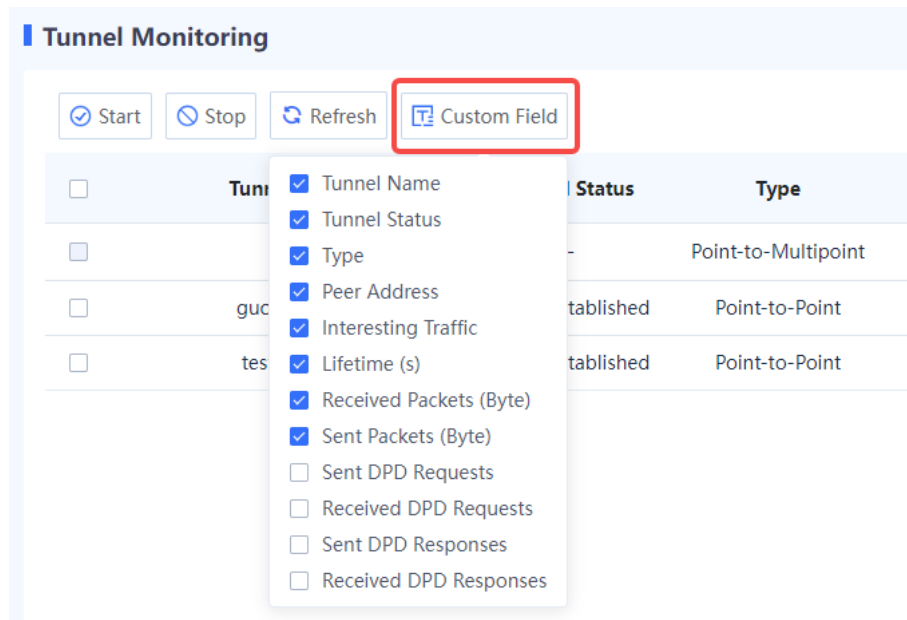 Tunnel Monitoring
Start Stop Refresh Custom Field
Status Type
Tunnel Name
Tunnel Status
Type
Point-to-Multipoint
Peer Address
guc Point-to-Point
Interesting Traffic
Lifetime (s)
tes Point-to-Point
Received Packets (Byte)
Sent Packets (Byte)
Sent DPD Requests
Received DPD Requests
Sent DPD Responses
Received DPD Responses